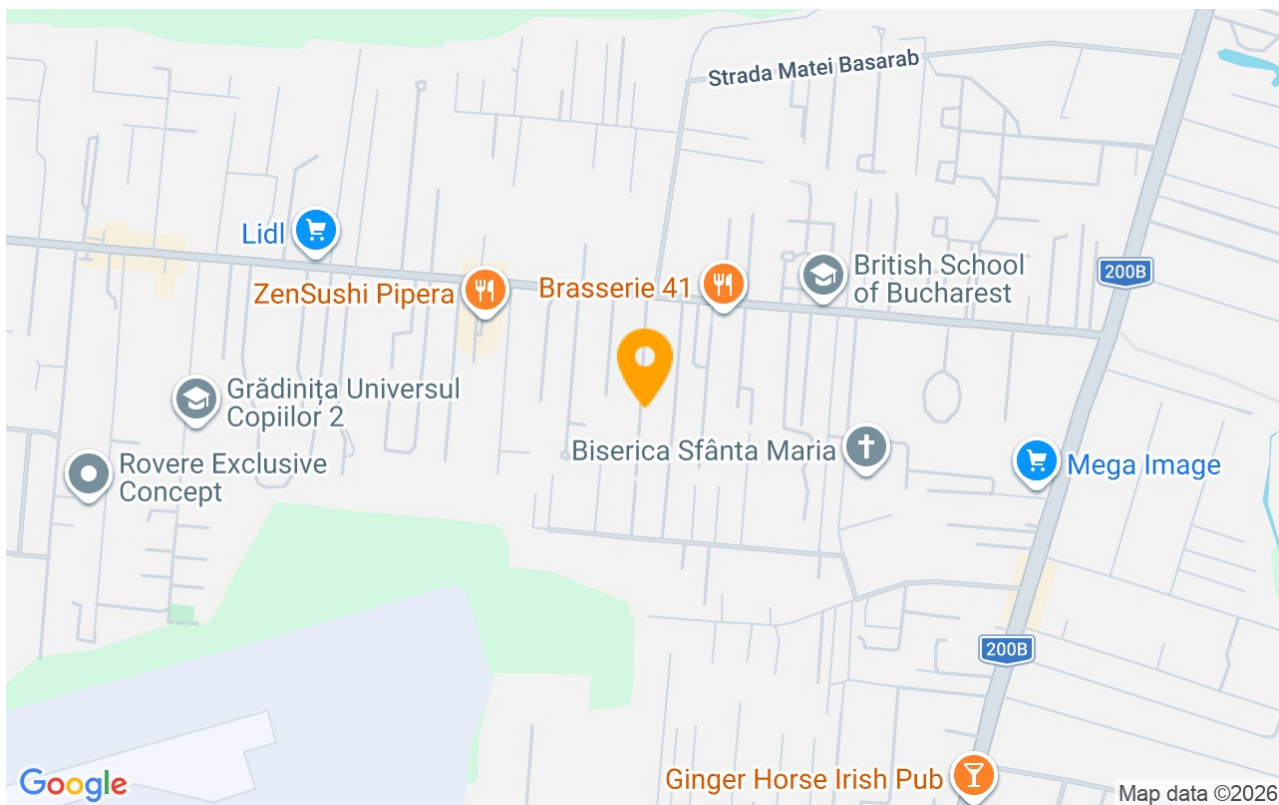 Strada Matei Basarab
Lidl
British School
of Bucharest
200B
ZenSushi Pipera
Brasserie 41
Grădinița Universul
Copiilor 2
Biserica Sfânta Maria
Rovere Exclusive
Concept
Mega Image
200B
Ginger Horse Irish Pub
Google
Map data ©2026